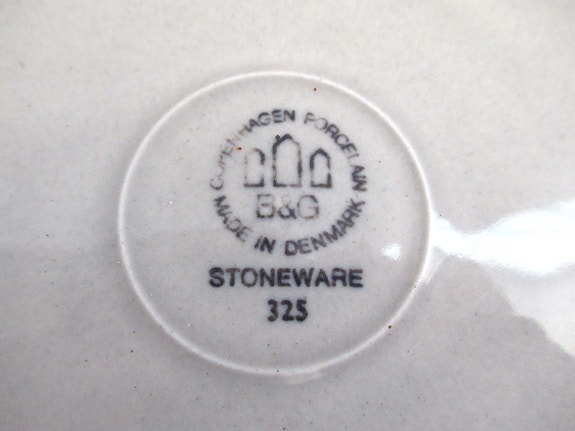 COPENHAGEN PORCELAIN
B&G
MADE IN DENMARK
STONEWARE
325